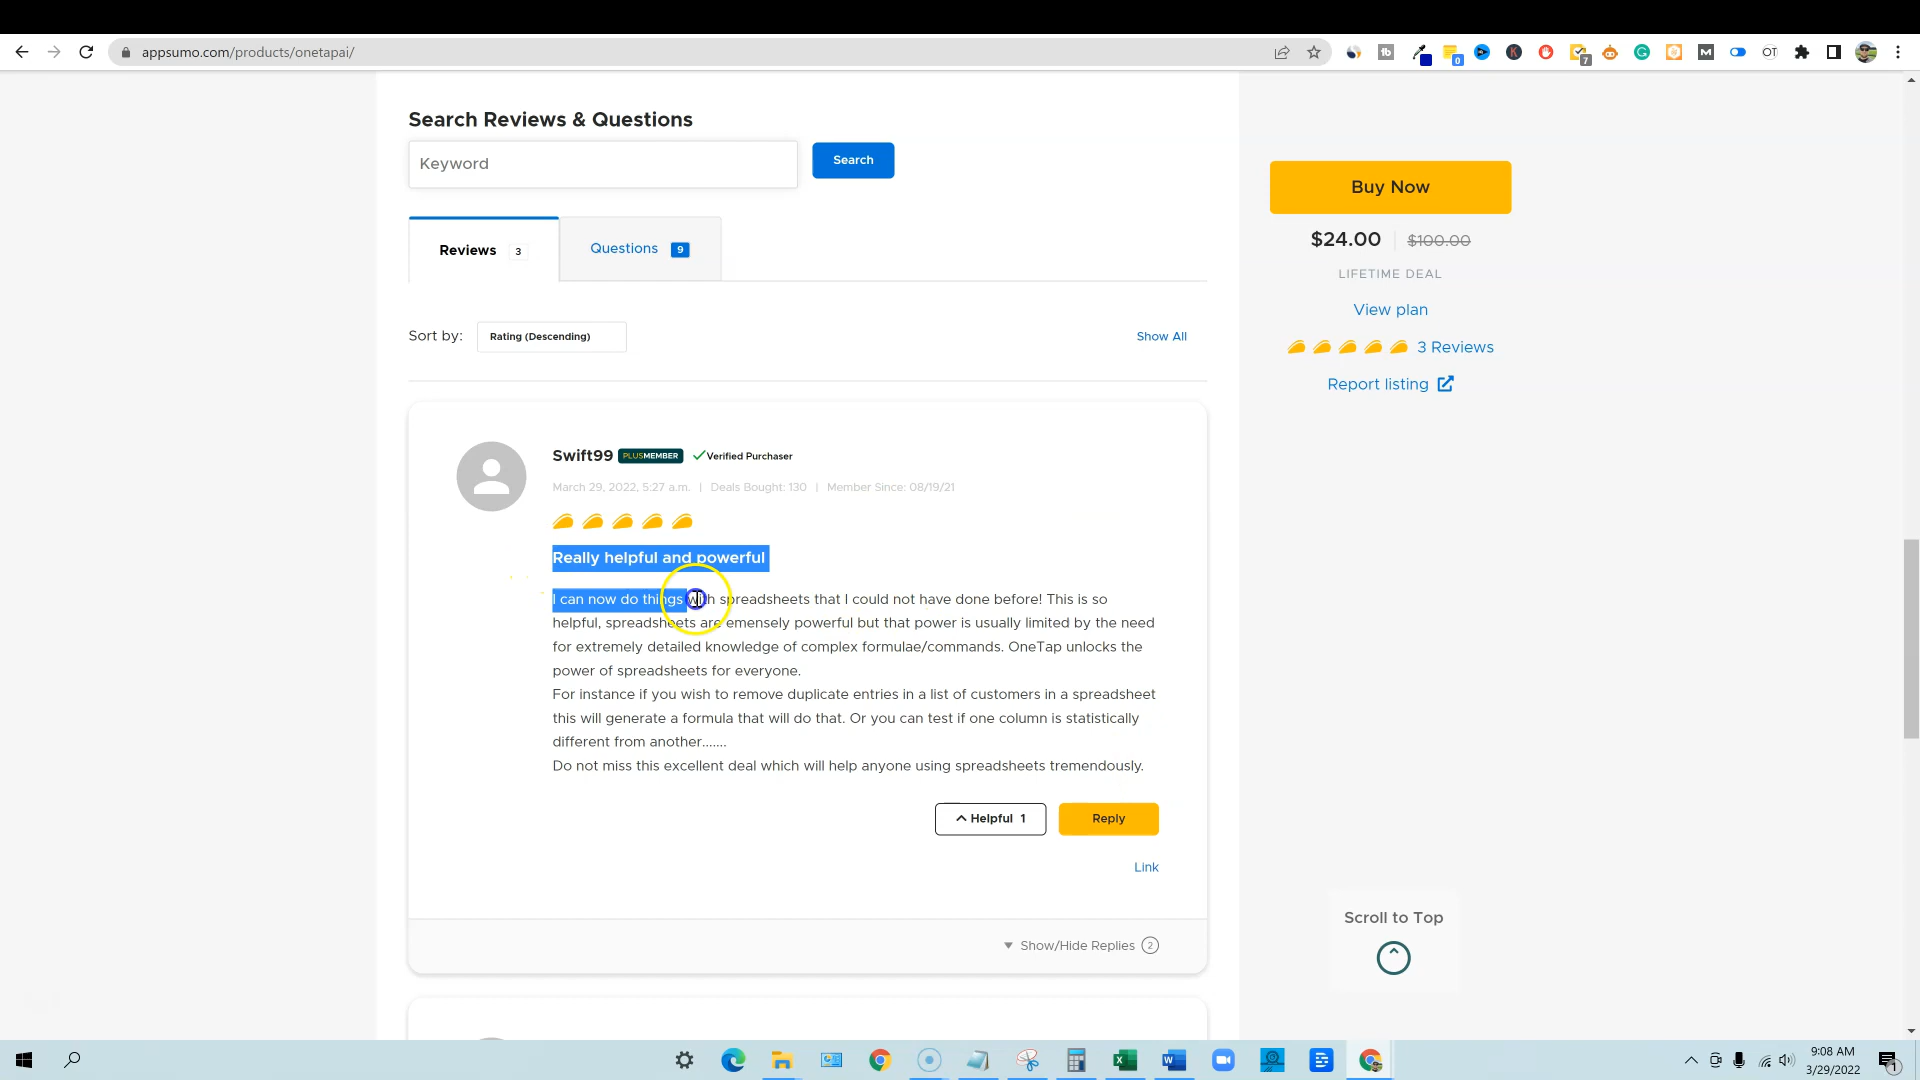 appsumo.com/products/onetapai/
0
7
OT
Search Reviews & Questions
Keyword
Search
Reviews 3
Questions 9
Sort by: Rating (Descending)
Show All
Swift99 PLUSMEMBER Verified Purchaser
March 29, 2022, 5:27 a.m. | Deals Bought: 130 | Member Since: 08/19/21
Really helpful and powerful
I can now do things with spreadsheets that I could not have done before! This is so
helpful, spreadsheets are emensely powerful but that power is usually limited by the need
for extremely detailed knowledge of complex formulae/commands. OneTap unlocks the
power of spreadsheets for everyone.
For instance if you wish to remove duplicate entries in a list of customers in a spreadsheet
this will generate a formula that will do that. Or you can test if one column is statistically
different from another.......
Do not miss this excellent deal which will help anyone using spreadsheets tremendously.
Helpful 1
Reply
Link
Show/Hide Replies 2
Buy Now
$24.00 | $100.00
LIFETIME DEAL
View plan
3 Reviews
Report listing
Scroll to Top
9:08 AM
3/29/2022
1